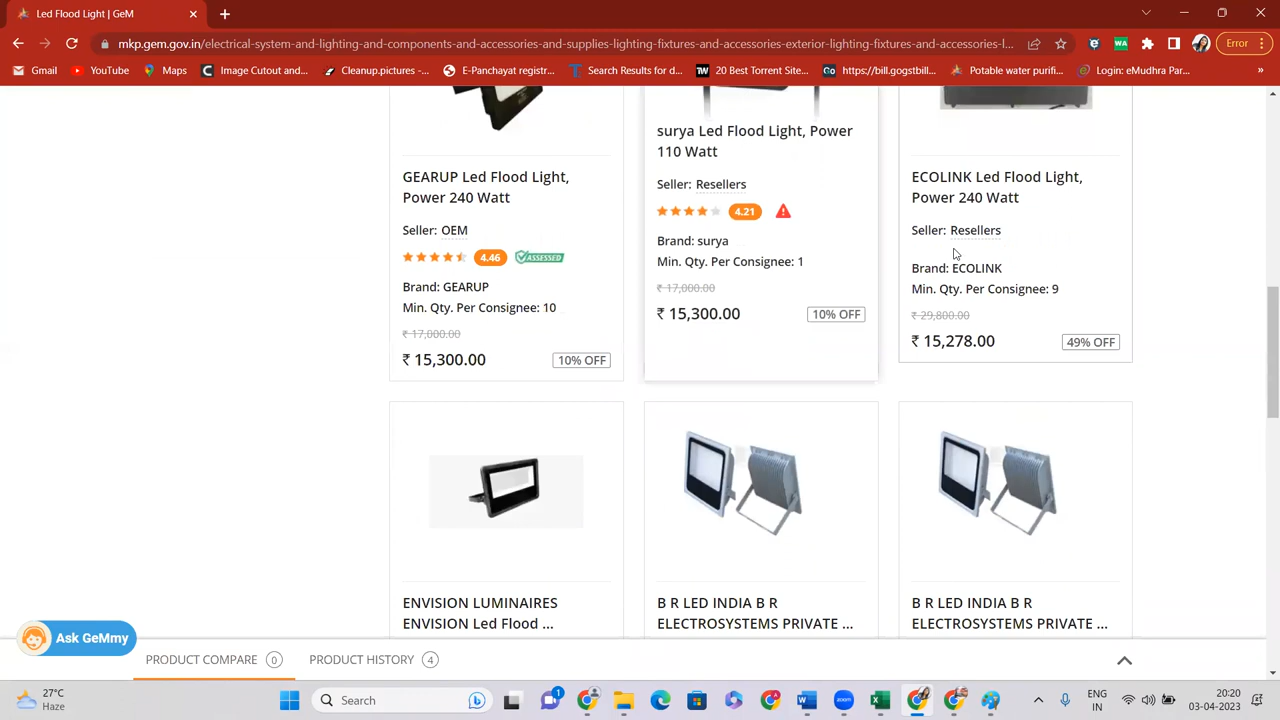 Led Flood Light | GeM
mkp.gem.gov.in/electrical-system-and-lighting-and-components-and-accessories-and-supplies-lighting-fixtures-and-accessories-exterior-lighting-fixtures-and-accessories-l...
WA
Error
Gmail
YouTube
Maps
Image Cutout and...
Cleanup.pictures -...
E-Panchayat registr...
Search Results for d...
20 Best Torrent Site...
https://bill.gogstbill...
Potable water purifi...
Login: eMudhra Par...
»
GEARUP Led Flood Light,
Power 240 Watt
Seller: OEM
4.46
ASSESSED
Brand: GEARUP
Min. Qty. Per Consignee: 10
₹ 17,000.00
₹ 15,300.00
10% OFF
surya Led Flood Light, Power
110 Watt
Seller: Resellers
4.21
Brand: surya
Min. Qty. Per Consignee: 1
₹ 17,000.00
₹ 15,300.00
10% OFF
ECOLINK Led Flood Light,
Power 240 Watt
Seller: Resellers
Brand: ECOLINK
Min. Qty. Per Consignee: 9
₹ 29,800.00
₹ 15,278.00
49% OFF
ENVISION LUMINAIRES
ENVISION Led Flood ...
B R LED INDIA B R
ELECTROSYSTEMS PRIVATE ...
B R LED INDIA B R
ELECTROSYSTEMS PRIVATE ...
Ask GeMmy
PRODUCT COMPARE 0
PRODUCT HISTORY 4
27°C
Haze
Search
1
zoom
ENG
IN
20:20
03-04-2023